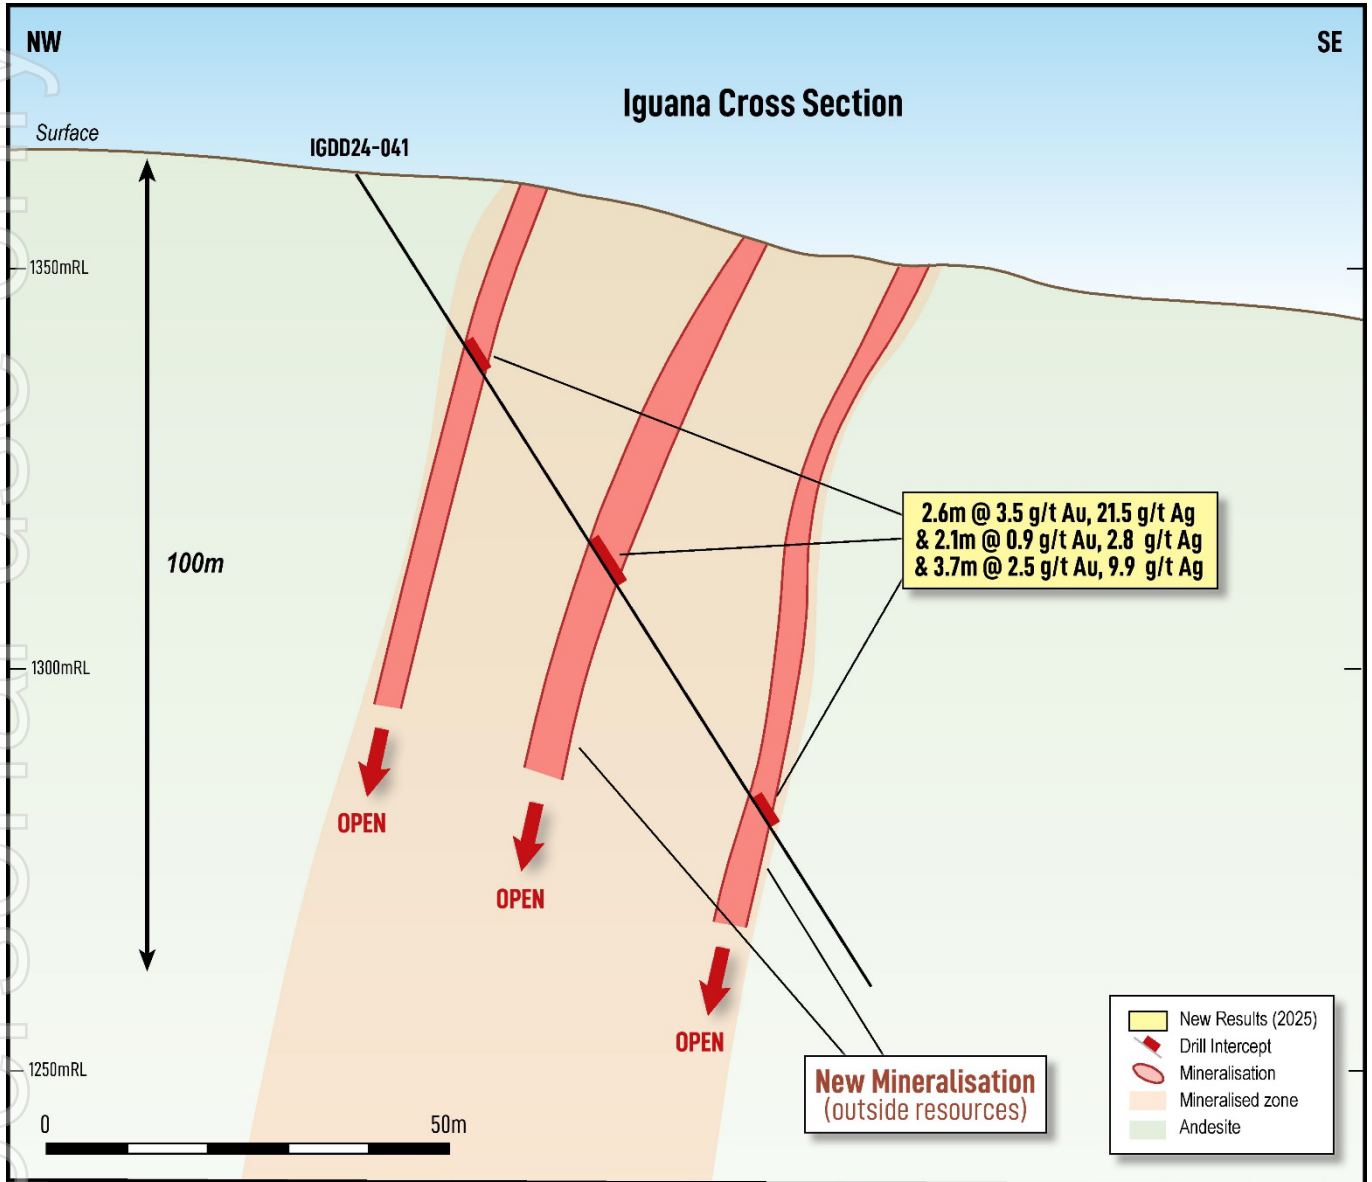 NW
SE
Iguana Cross Section
Surface
IGDD24-041
1350mRL
100m
2.6m @ 3.5 g/t Au, 21.5 g/t Ag
& 2.1m @ 0.9 g/t Au, 2.8 g/t Ag
& 3.7m @ 2.5 g/t Au, 9.9 g/t Ag
1300mRL
OPEN
OPEN
OPEN
1250mRL
New Mineralisation
(outside resources)
0
50m
New Results (2025)
Drill Intercept
Mineralisation
Mineralised zone
Andesite